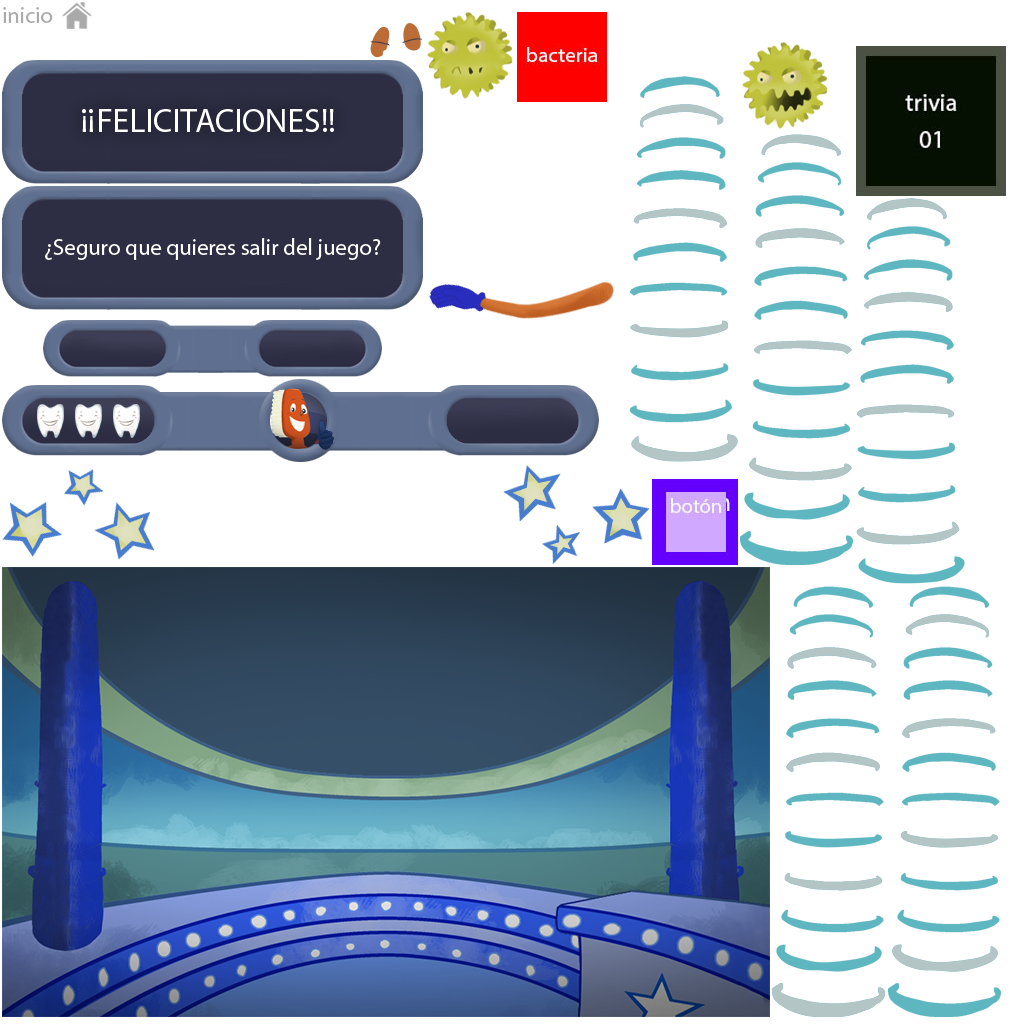 inicio
bacteria
¡¡FELICITACIONES!!
trivia
01
¿Seguro que quieres salir del juego?
botón